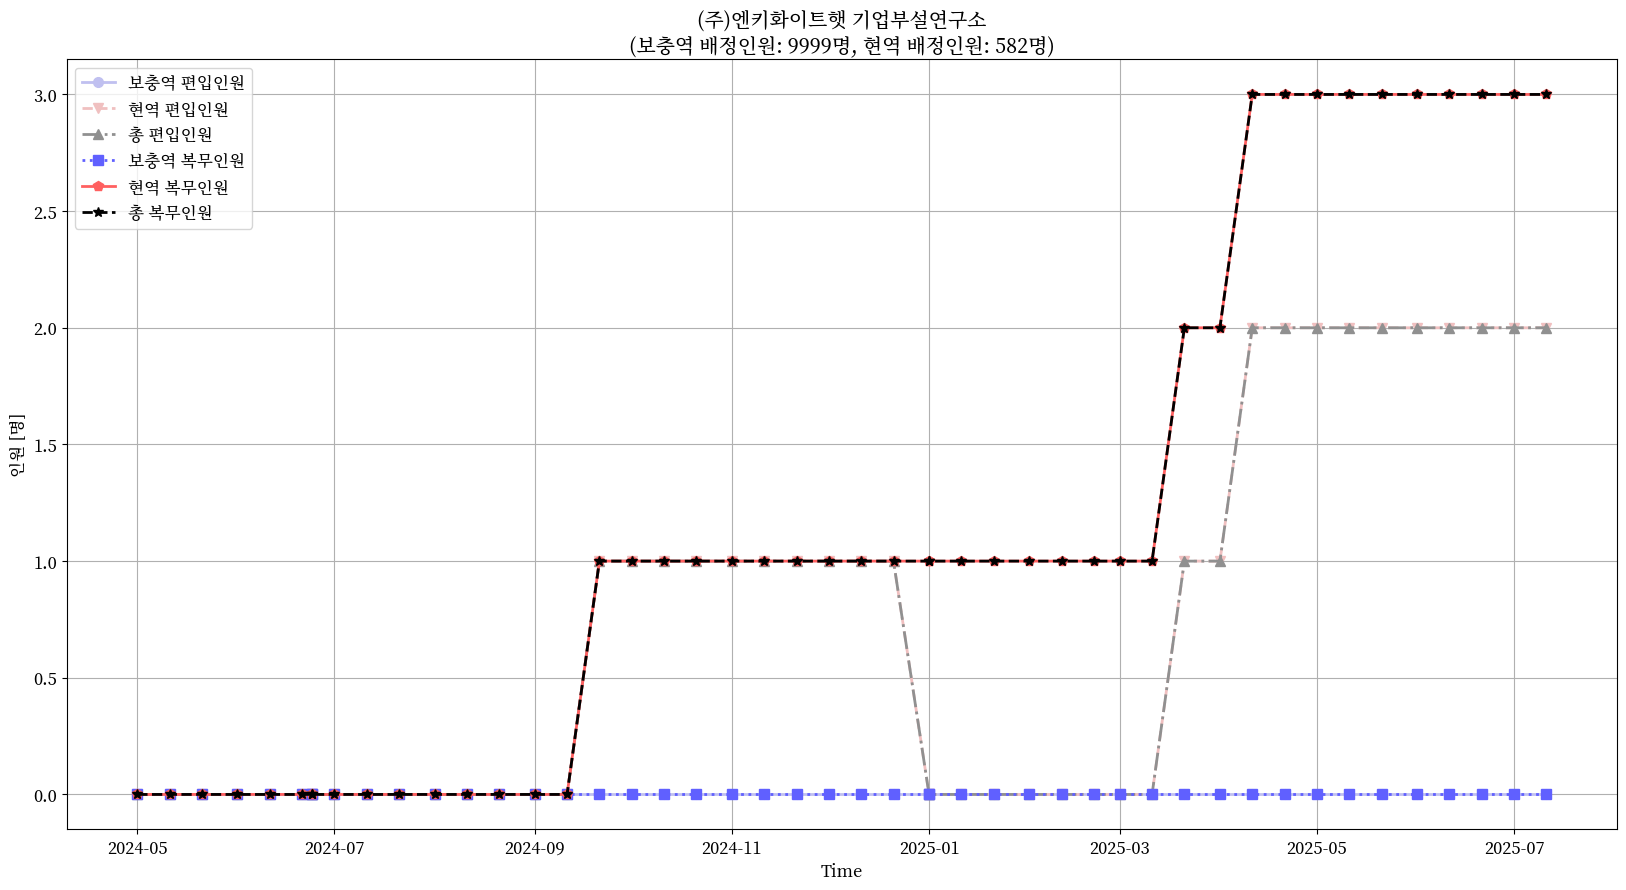 (주)엔키화이트햇 기업부설연구소
(보충역 배정인원: 9999명, 현역 배정인원: 582명)
보충역 편입인원
현역 편입인원
총 편입인원
보충역 복무인원
현역 복무인원
총 복무인원
3.0
2.5
2.0
1.5
1.0
0.5
0.0
인원 [명]
2024-05
2024-07
2024-09
2024-11
2025-01
2025-03
2025-05
2025-07
Time